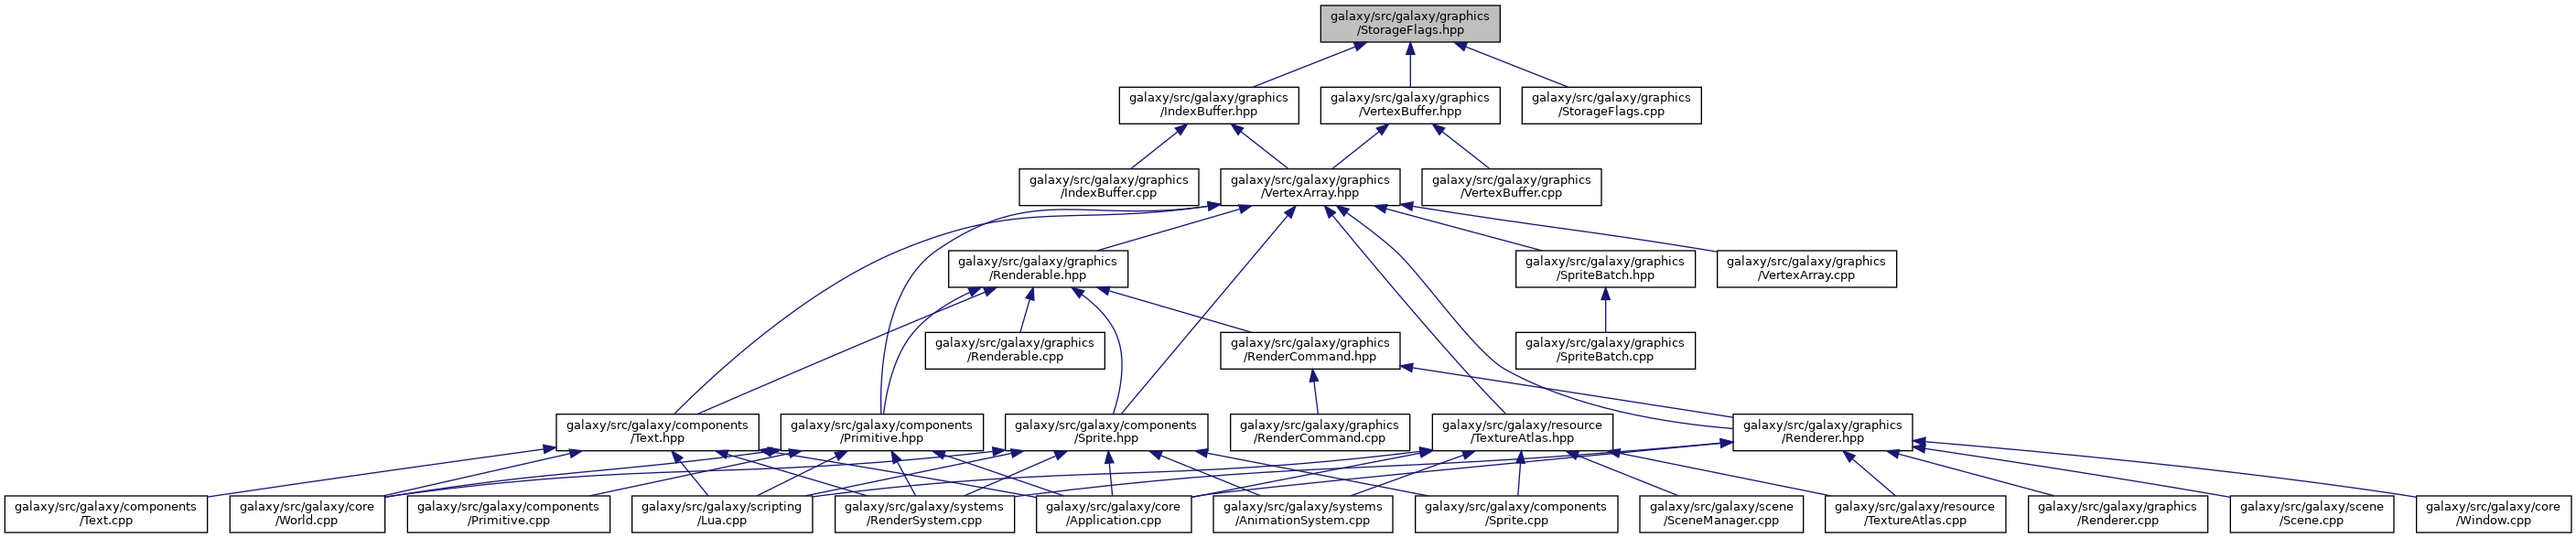 galaxy/src/galaxy/graphics
/StorageFlags.hpp
galaxy/src/galaxy/graphics
/IndexBuffer.hpp
galaxy/src/galaxy/graphics
/VertexBuffer.hpp
galaxy/src/galaxy/graphics
/StorageFlags.cpp
galaxy/src/galaxy/graphics
/IndexBuffer.cpp
galaxy/src/galaxy/graphics
/VertexArray.hpp
galaxy/src/galaxy/graphics
/VertexBuffer.cpp
galaxy/src/galaxy/graphics
/Renderable.hpp
galaxy/src/galaxy/graphics
/SpriteBatch.hpp
galaxy/src/galaxy/graphics
/VertexArray.cpp
galaxy/src/galaxy/graphics
/Renderable.cpp
galaxy/src/galaxy/graphics
/RenderCommand.hpp
galaxy/src/galaxy/graphics
/SpriteBatch.cpp
galaxy/src/galaxy/components
/Text.hpp
galaxy/src/galaxy/components
/Primitive.hpp
galaxy/src/galaxy/components
/Sprite.hpp
galaxy/src/galaxy/graphics
/RenderCommand.cpp
galaxy/src/galaxy/resource
/TextureAtlas.hpp
galaxy/src/galaxy/graphics
/Renderer.hpp
galaxy/src/galaxy/components
/Text.cpp
galaxy/src/galaxy/core
/World.cpp
galaxy/src/galaxy/components
/Primitive.cpp
galaxy/src/galaxy/scripting
/Lua.cpp
galaxy/src/galaxy/systems
/RenderSystem.cpp
galaxy/src/galaxy/core
/Application.cpp
galaxy/src/galaxy/systems
/AnimationSystem.cpp
galaxy/src/galaxy/components
/Sprite.cpp
galaxy/src/galaxy/scene
/SceneManager.cpp
galaxy/src/galaxy/resource
/TextureAtlas.cpp
galaxy/src/galaxy/graphics
/Renderer.cpp
galaxy/src/galaxy/scene
/Scene.cpp
galaxy/src/galaxy/core
/Window.cpp